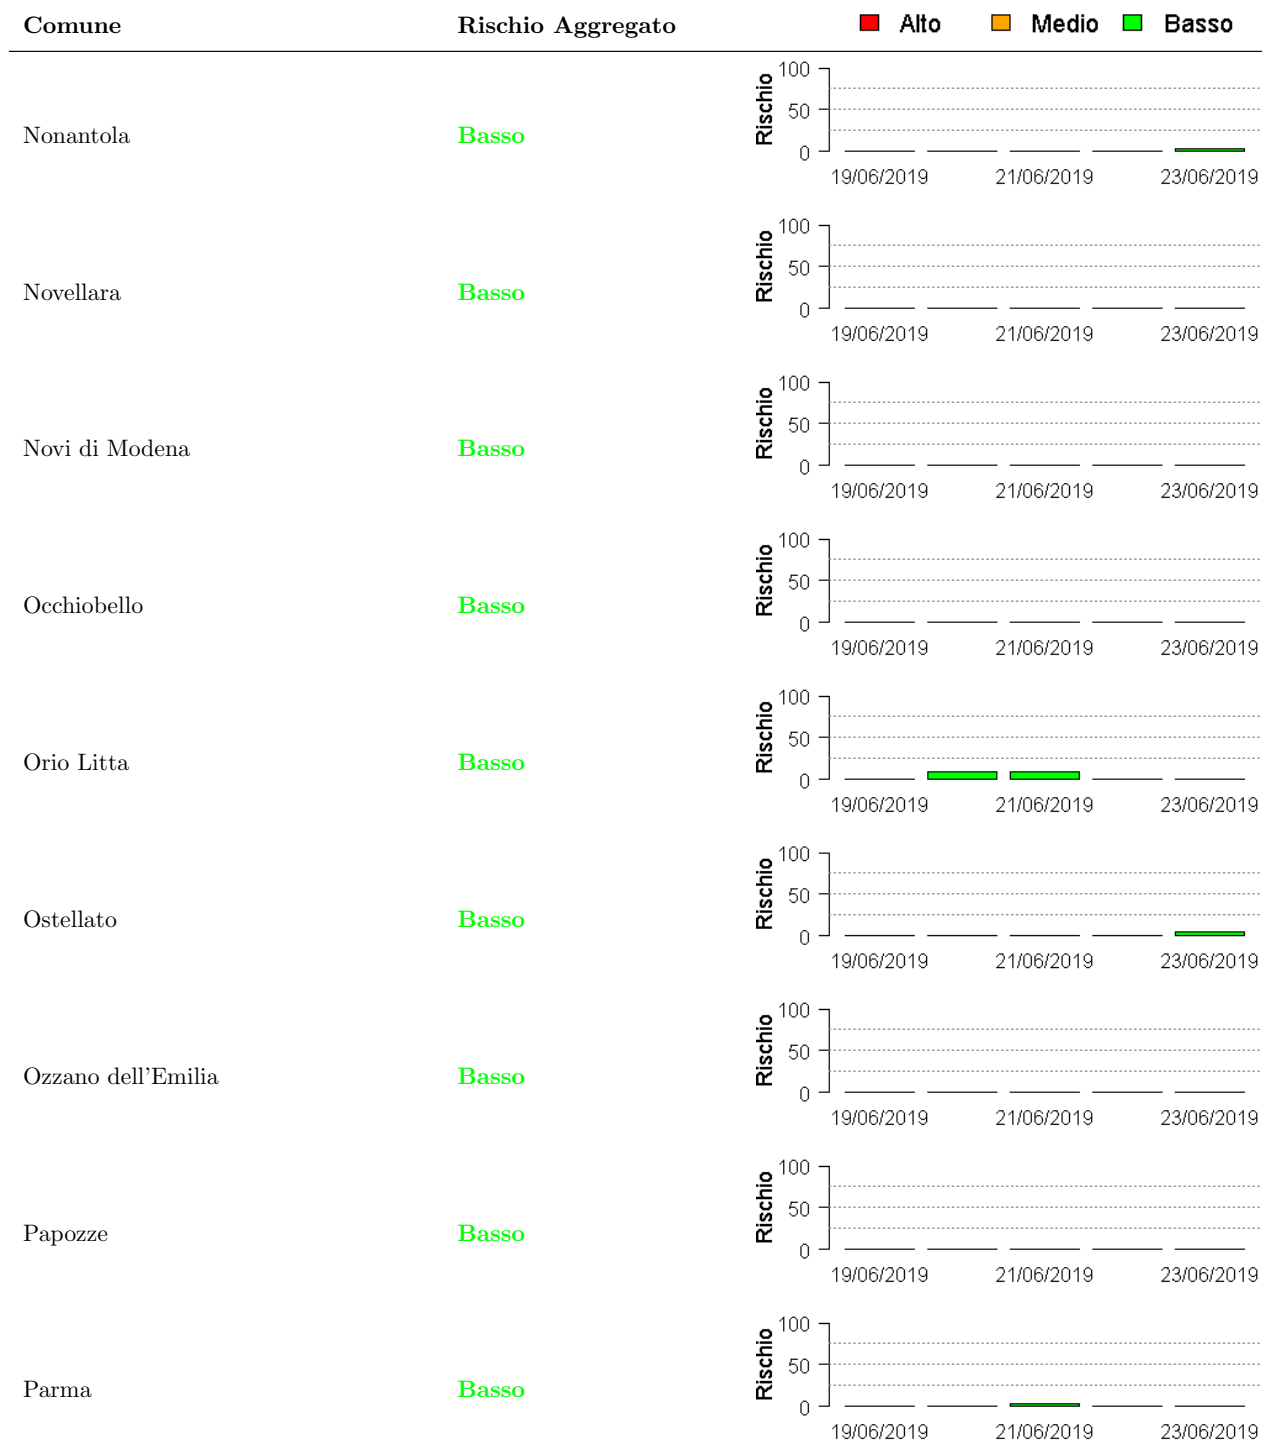 Comune Rischio Aggregato Alto Medio Basso
Nonantola Basso Rischio 100 50 0
19/06/2019 21/06/2019 23/06/2019
Novellara Basso Rischio 100 50 0
19/06/2019 21/06/2019 23/06/2019
Novi di Modena Basso Rischio 100 50 0
19/06/2019 21/06/2019 23/06/2019
Occhiobello Basso Rischio 100 50 0
19/06/2019 21/06/2019 23/06/2019
Orio Litta Basso Rischio 100 50 0
19/06/2019 21/06/2019 23/06/2019
Ostellato Basso Rischio 100 50 0
19/06/2019 21/06/2019 23/06/2019
Ozzano dell'Emilia Basso Rischio 100 50 0
19/06/2019 21/06/2019 23/06/2019
Papozze Basso Rischio 100 50 0
19/06/2019 21/06/2019 23/06/2019
Parma Basso Rischio 100 50 0
19/06/2019 21/06/2019 23/06/2019